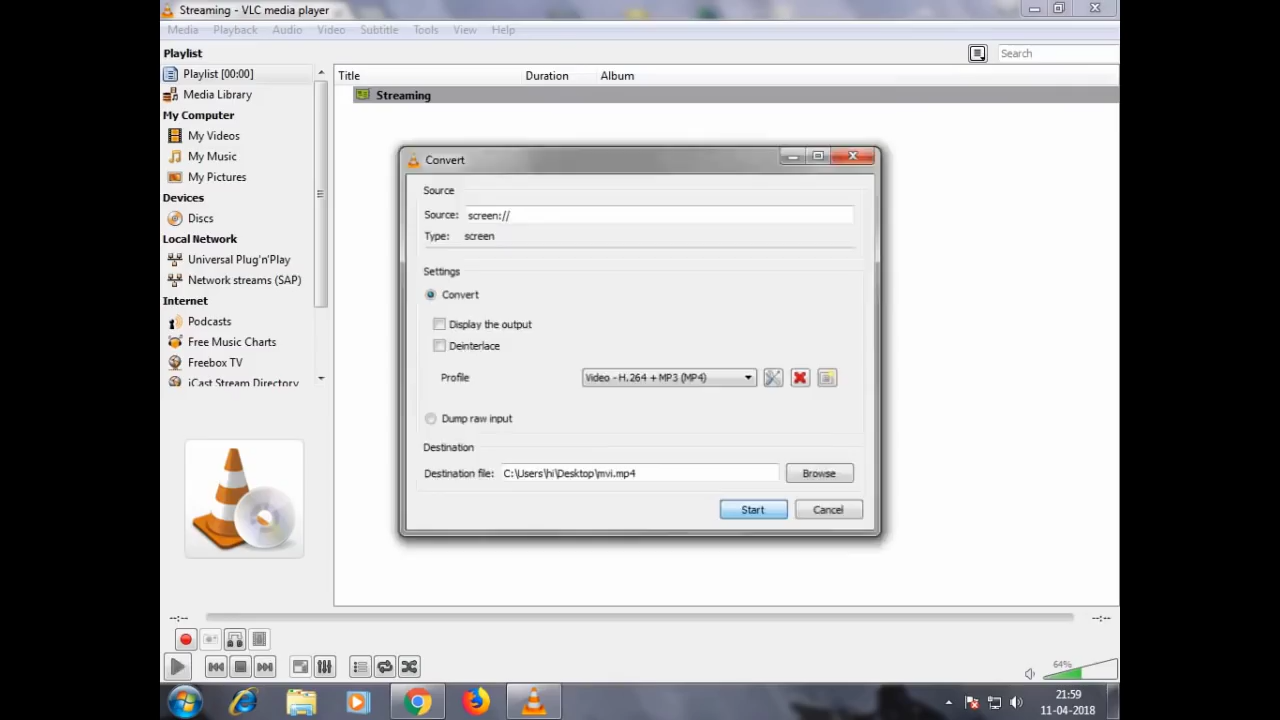 Streaming - VLC media player
Media Playback Audio Video Subtitle Tools View Help
Playlist
Search
Playlist [00:00]
Title Duration Album
Media Library
Streaming
My Computer
My Videos
My Music
My Pictures
Devices
Discs
Local Network
Universal Plug'n'Play
Network streams (SAP)
Internet
Podcasts
Free Music Charts
Freebox TV
iCast Stream Directory
Convert
Source
Source: screen://
Type: screen
Settings
Convert
Display the output
Deinterlace
Profile Video - H.264 + MP3 (MP4)
Dump raw input
Destination
Destination file: C:\Users\hi\Desktop\mvi.mp4 Browse
Start Cancel
--:-- --:--
64%
21:59
11-04-2018